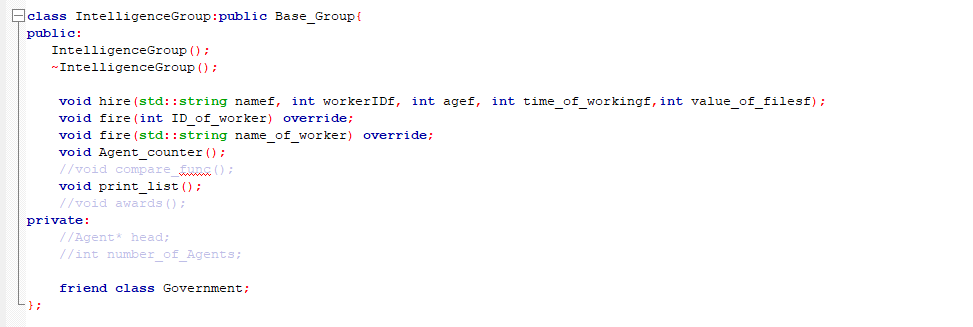 class IntelligenceGroup:public Base_Group{
public:
IntelligenceGroup();
~IntelligenceGroup();
void hire(std::string namef, int workerIDf, int agef, int time_of_workingf,int value_of_filesf);
void fire(int ID_of_worker) override;
void fire(std::string name_of_worker) override;
void Agent_counter();
//void compare_func();
void print_list();
//void awards();
private:
//Agent* head;
//int number_of_Agents;
friend class Government;
};